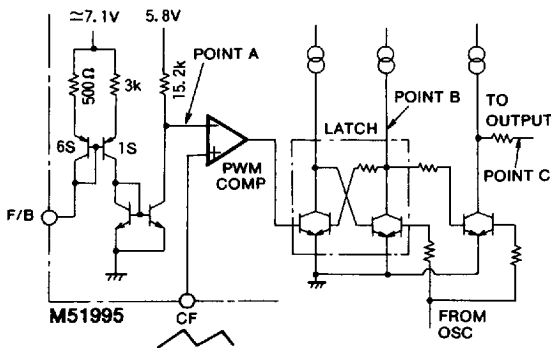 ≃7.1V
5.8V
POINT A
500Ω
3k
15.2k
6S
1S
F/B
PWM
COMP
LATCH
POINT B
TO
OUTPUT
POINT C
M51995
CF
FROM
OSC